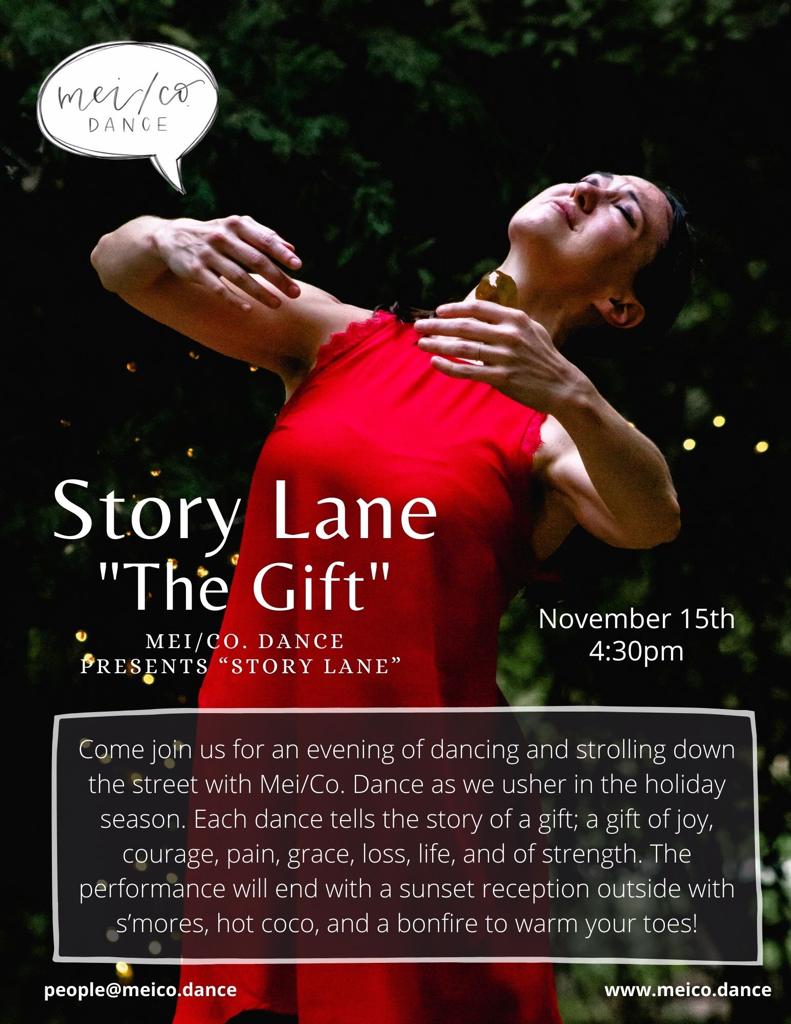 mei/co.
DANCE
Story Lane
"The Gift"
MEI/CO. DANCE
PRESENTS “STORY LANE”
November 15th
4:30pm
Come join us for an evening of dancing and strolling down
the street with Mei/Co. Dance as we usher in the holiday
season. Each dance tells the story of a gift; a gift of joy,
courage, pain, grace, loss, life, and of strength. The
performance will end with a sunset reception outside with
s’mores, hot coco, and a bonfire to warm your toes!
people@meico.dance
www.meico.dance